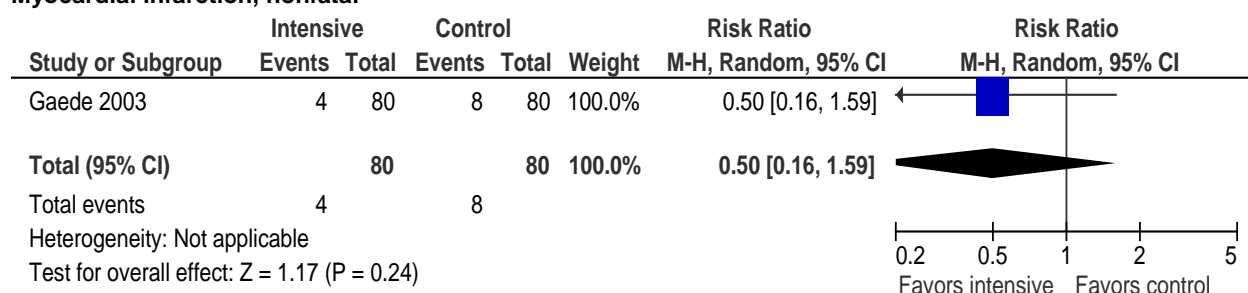 Myocardial infarction, nonfatal
Intensive Control Risk Ratio Risk Ratio
Study or Subgroup Events Total Events Total Weight M-H, Random, 95% CI M-H, Random, 95% CI
Gaede 2003 4 80 8 80 100.0% 0.50 [0.16, 1.59]
Total (95% CI) 80 80 100.0% 0.50 [0.16, 1.59]
Total events 4 8
Heterogeneity: Not applicable
Test for overall effect: Z = 1.17 (P = 0.24)
0.2 0.5 1 2 5
Favors intensive Favors control